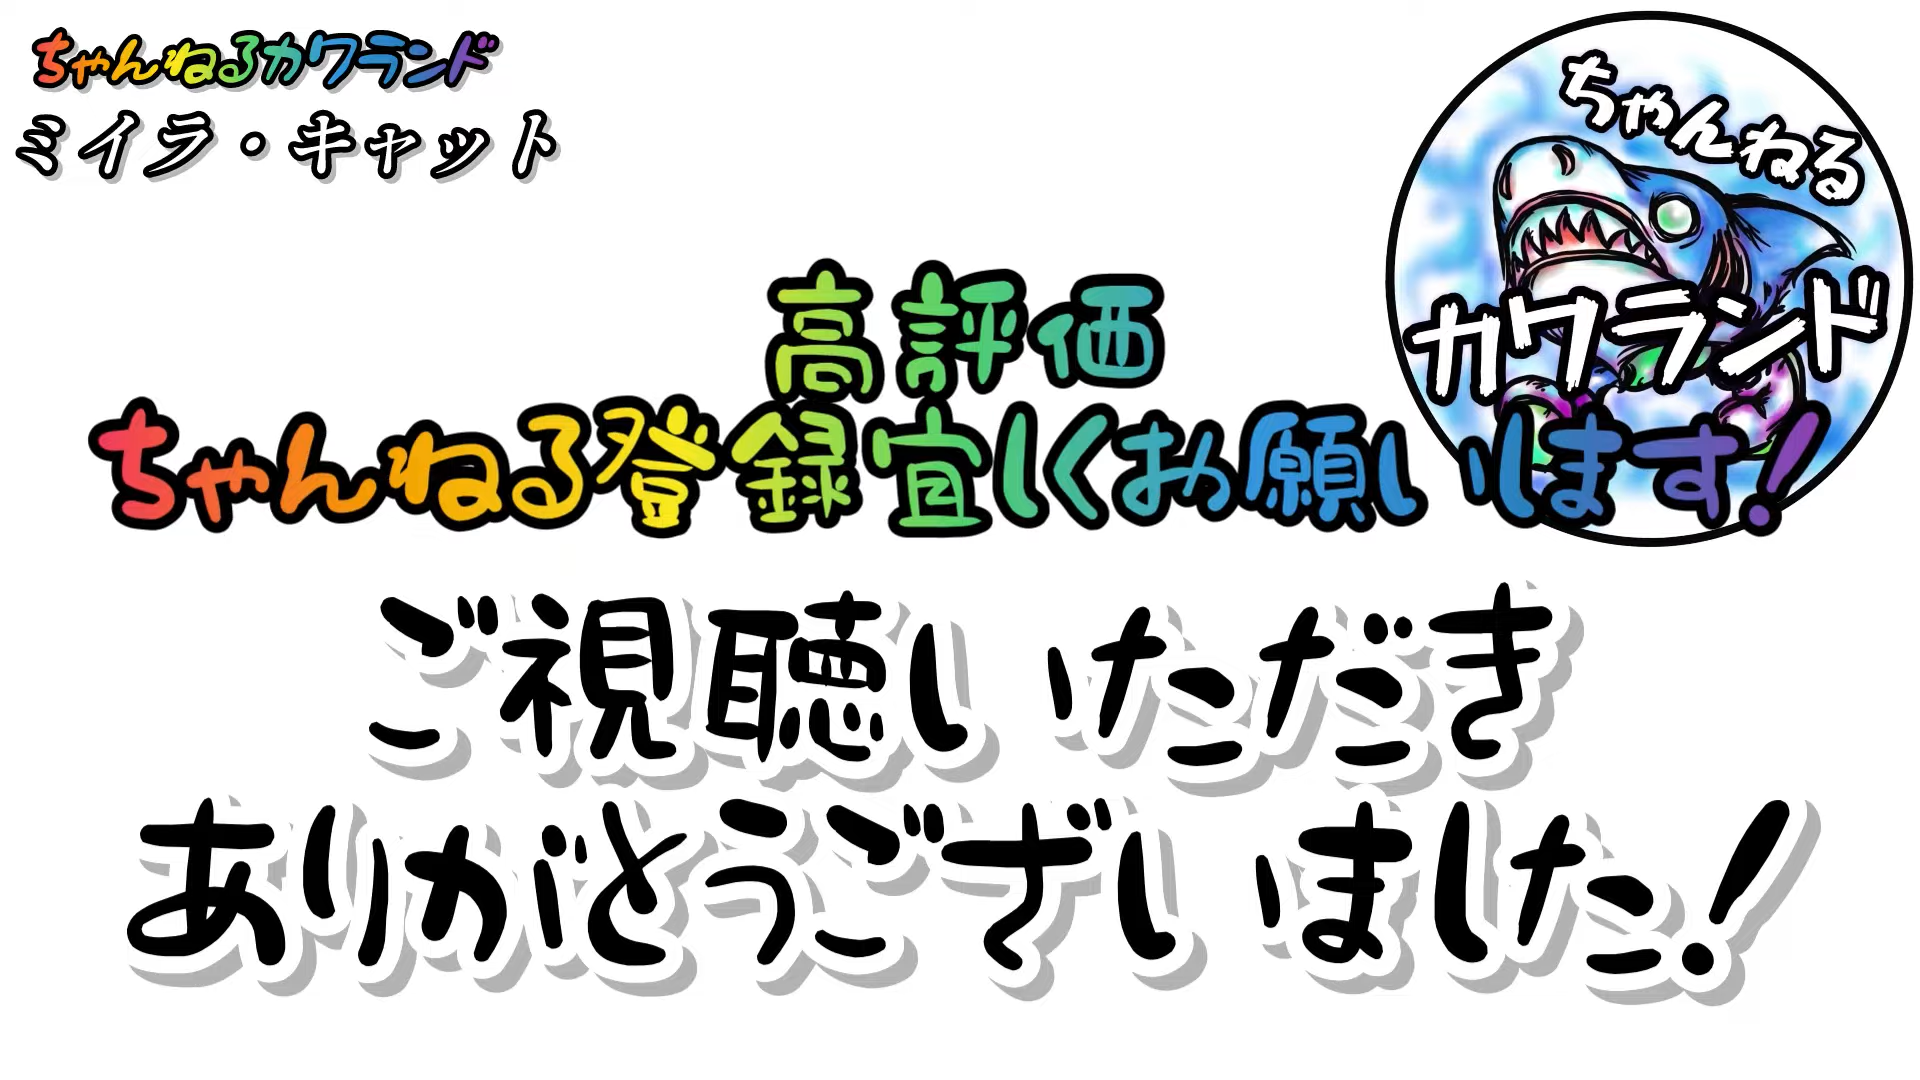 ちゃんねるカワランド
ミイラ・キャット
ちゃんねる
カワランド
高評価
ちゃんねる登録宜しくお願いします！
ご視聴いただき
ありがとうございました！